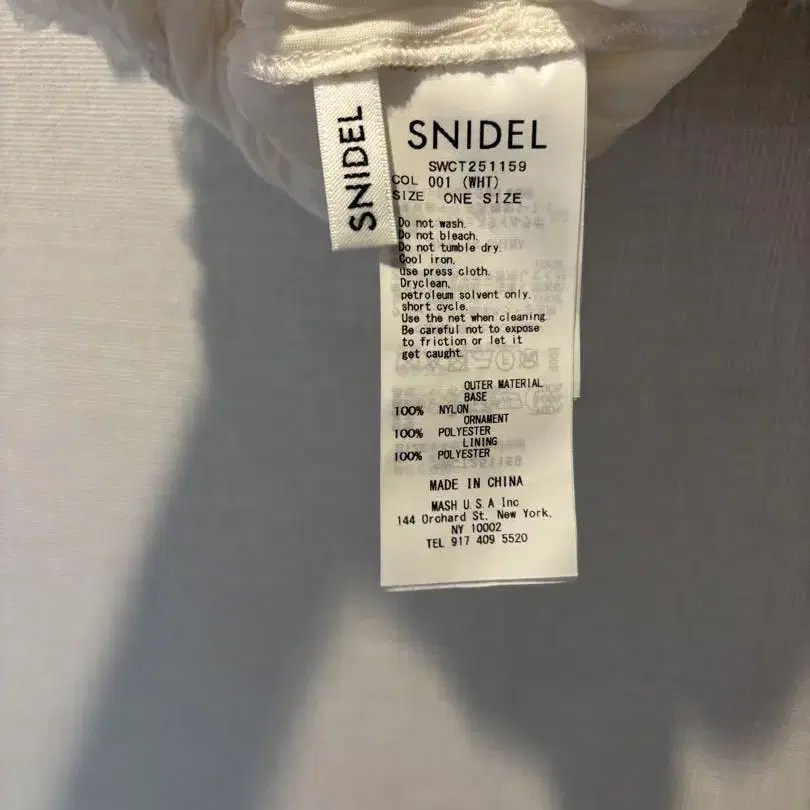 SNIDEL
SNIDEL
SWCT251159
COL 001 (WHT)
SIZE ONE SIZE
Do not wash.
Do not bleach.
Do not tumble dry.
Cool iron,
use press cloth.
Dryclean,
petroleum solvent only.
short cycle.
Use the net when cleaning.
Be careful not to expose
to friction or let it
get caught.
OUTER MATERIAL
BASE
100% NYLON
ORNAMENT
100% POLYESTER
LINING
100% POLYESTER
MADE IN CHINA
MASH U.S.A Inc
144 Orchard St. New York,
NY 10002
TEL 917 409 5520